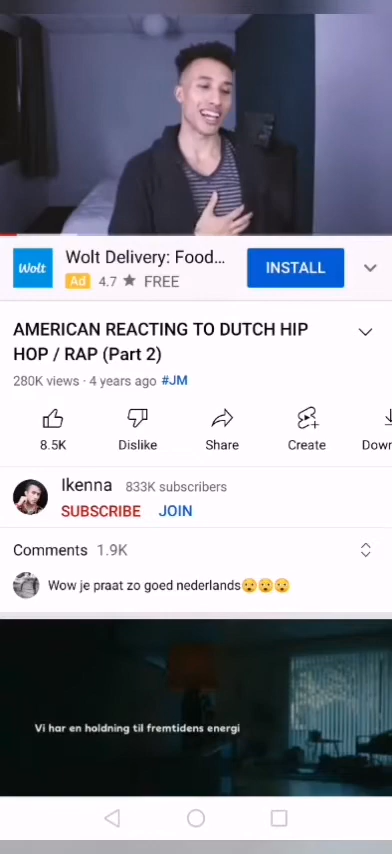 Wolt
Wolt Delivery: Food...
Ad 4.7 ★ FREE
INSTALL
AMERICAN REACTING TO DUTCH HIP
HOP / RAP (Part 2)
280K views · 4 years ago #JM
8.5K
Dislike
Share
Create
Down
Ikenna 833K subscribers
SUBSCRIBE JOIN
Comments 1.9K
Wow je praat zo goed nederlands😮😮😮
Vi har en holdning til fremtidens energi